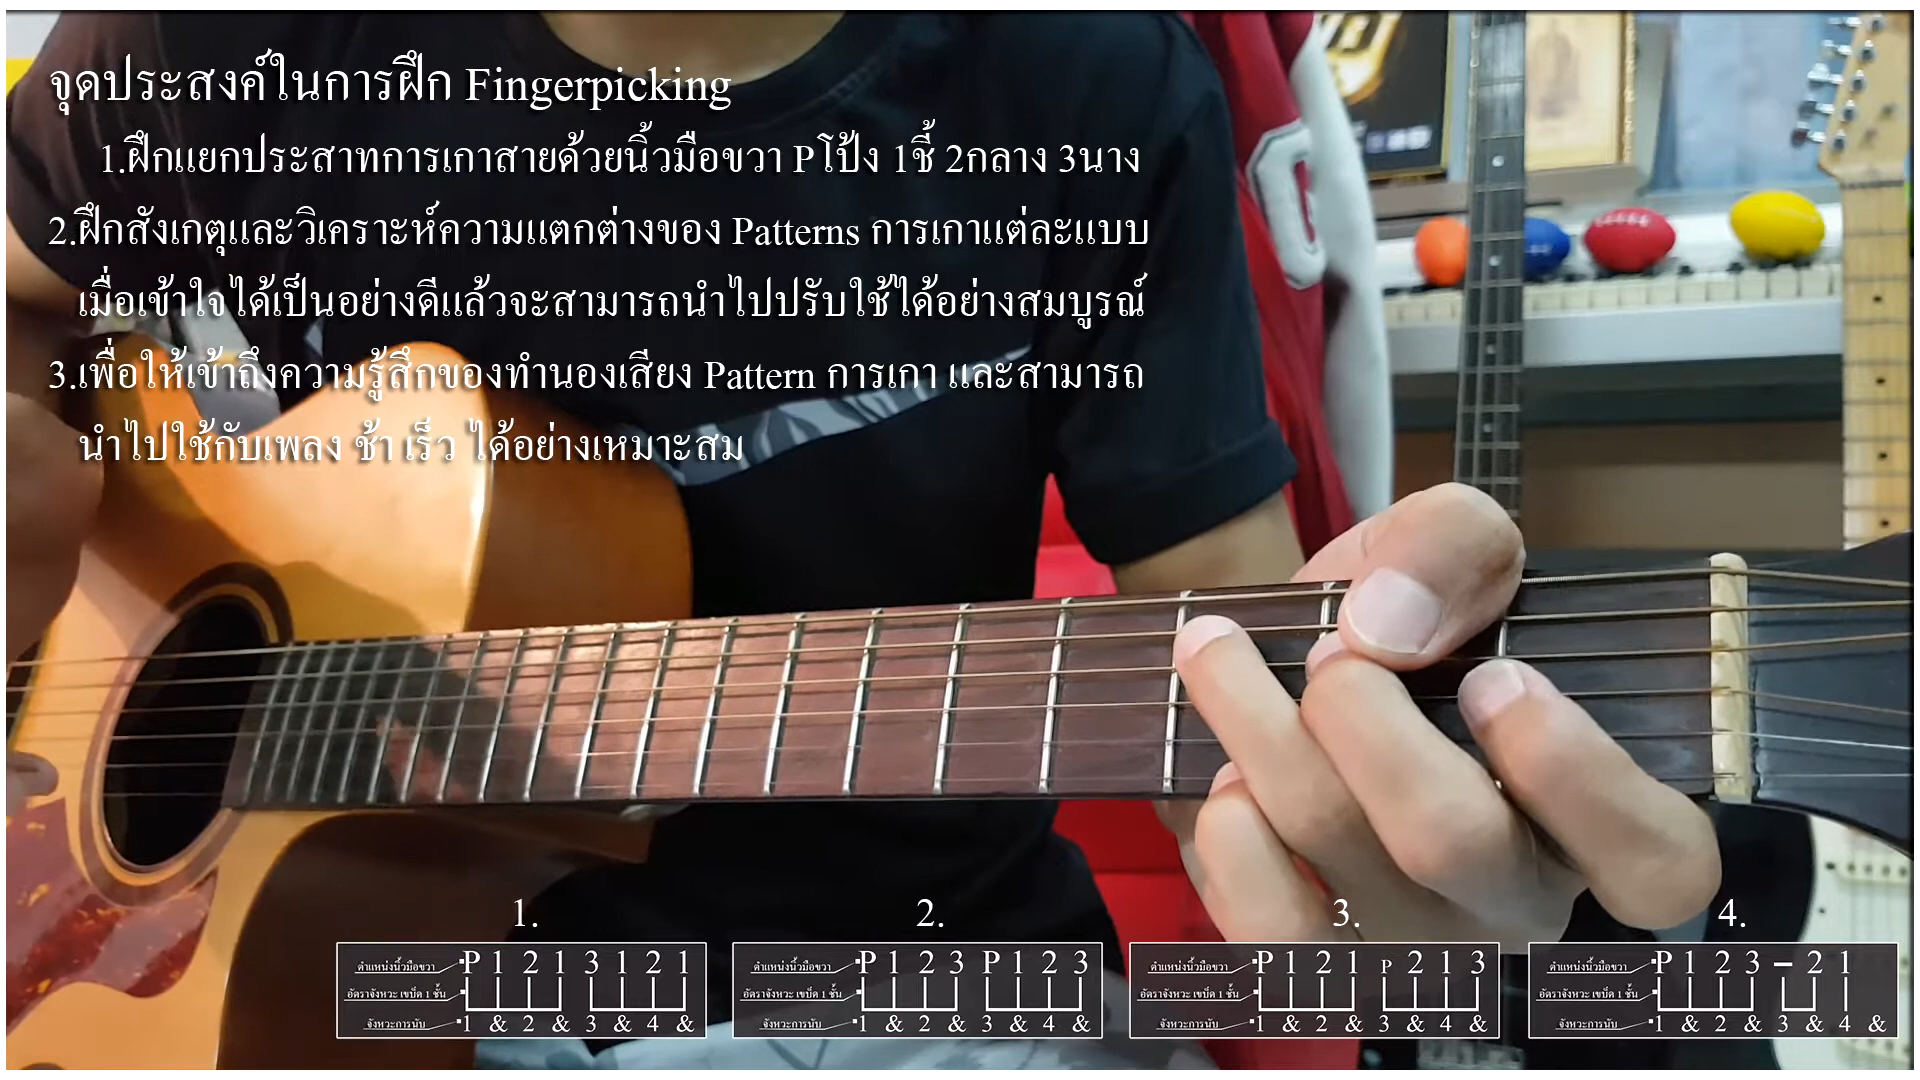 จุดประสงค์ในการฝึก Fingerpicking
1.ฝึกแยกประสาทการเกาสายด้วยนิ้วมือขวา Pโป้ง 1ชี้ 2กลาง 3นาง
2.ฝึกสังเกตุและวิเคราะห์ความแตกต่างของ Patterns การเกาแต่ละแบบ
เมื่อเข้าใจได้เป็นอย่างดีแล้วจะสามารถนำไปปรับใช้ได้อย่างสมบูรณ์
3.เพื่อให้เข้าถึงความรู้สึกของทำนองเสียง Pattern การเกา และสามารถ
นำไปใช้กับเพลง ช้า เร็ว ได้อย่างเหมาะสม
1.
ตำแหน่งนิ้วมือขวา P 1 2 1 3 1 2 1
อัตราจังหวะ เขบ็ต 1 ชั้น
จังหวะการนับ 1 & 2 & 3 & 4 &
2.
ตำแหน่งนิ้วมือขวา P 1 2 3 P 1 2 3
อัตราจังหวะ เขบ็ต 1 ชั้น
จังหวะการนับ 1 & 2 & 3 & 4 &
3.
ตำแหน่งนิ้วมือขวา P 1 2 1 P 2 1 3
อัตราจังหวะ เขบ็ต 1 ชั้น
จังหวะการนับ 1 & 2 & 3 & 4 &
4.
ตำแหน่งนิ้วมือขวา P 1 2 3 – 2 1
อัตราจังหวะ เขบ็ต 1 ชั้น
จังหวะการนับ 1 & 2 & 3 & 4 &